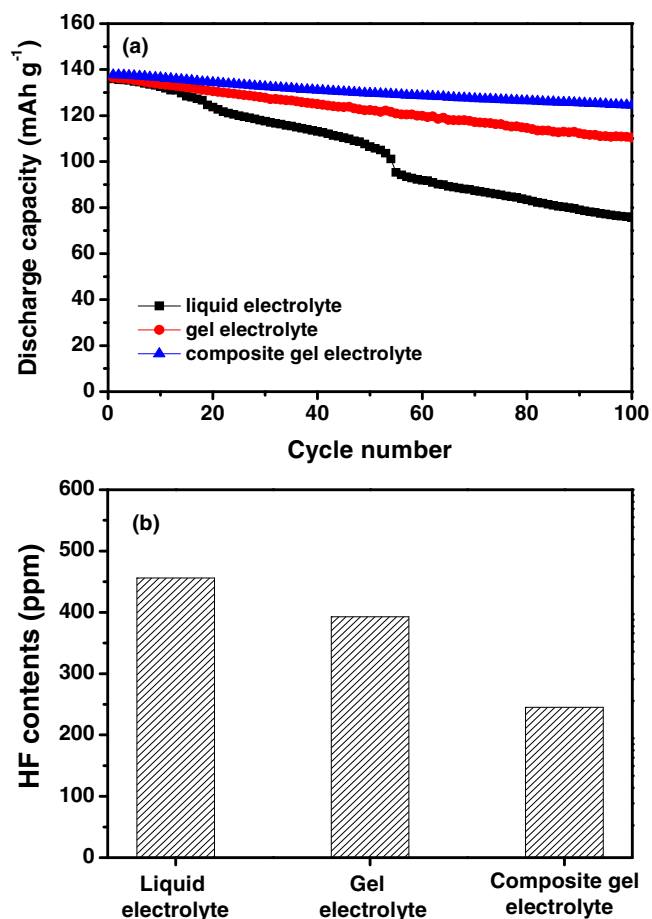 160
(a)
140
120
100
80
60
40
20
0
Discharge capacity (mAh g⁻¹)
liquid electrolyte
gel electrolyte
composite gel electrolyte
0 20 40 60 80 100
Cycle number
600
(b)
500
400
300
200
100
0
HF contents (ppm)
Liquid electrolyte
Gel electrolyte
Composite gel electrolyte